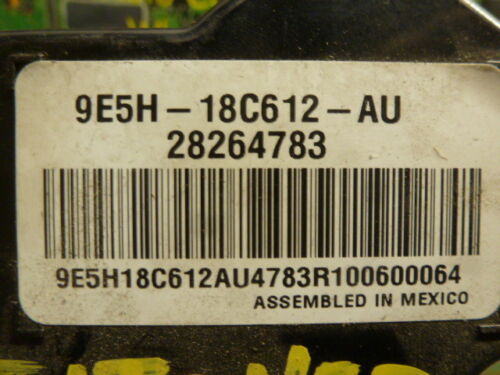 9E5H-18C612-AU
28264783
9E5H18C612AU4783R100600064
ASSEMBLED IN MEXICO